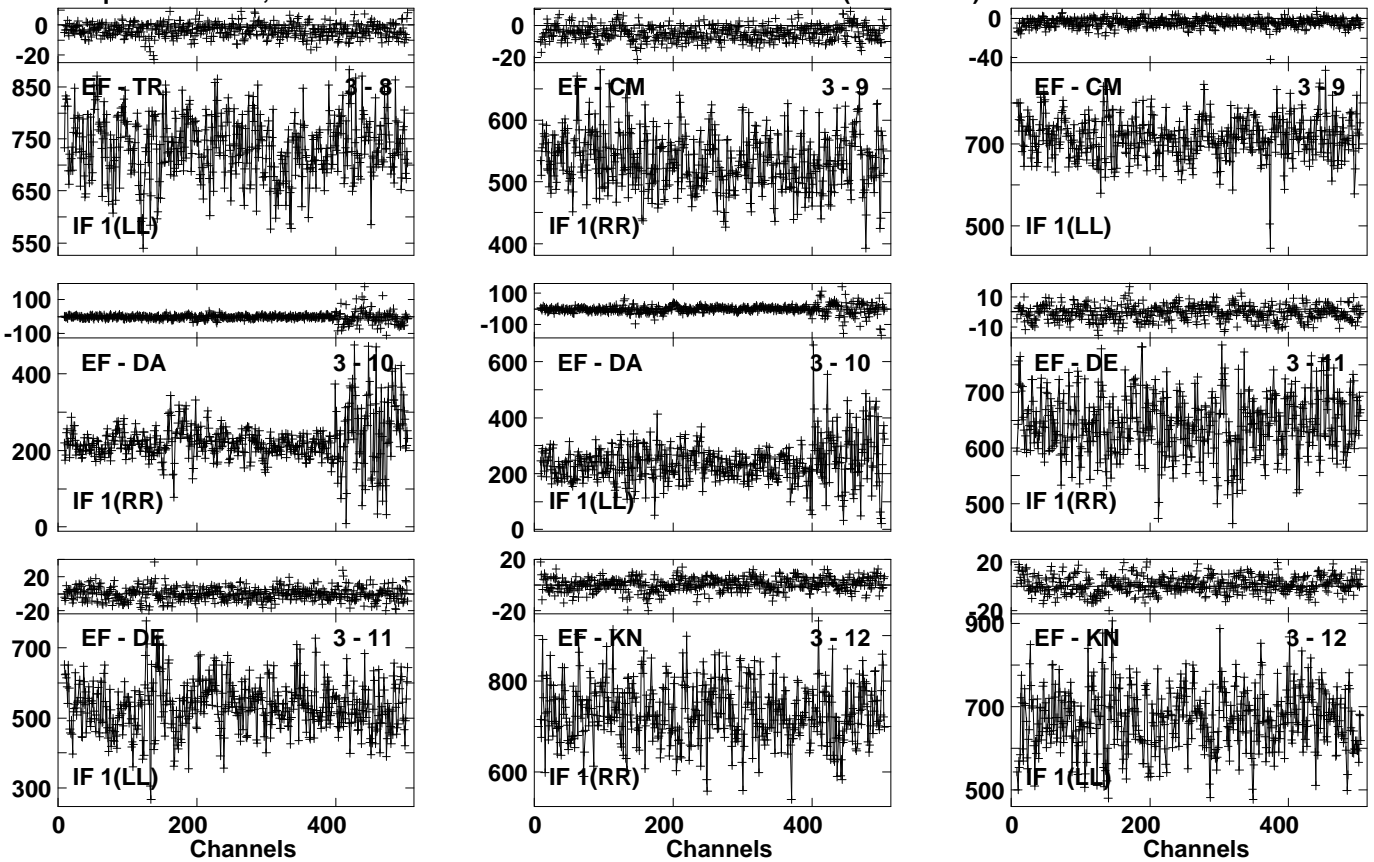 0 0 0
-20 -20 -40
850 EF - TR 3 - 8
750
650
550 IF 1(LL)
EF - CM 3 - 9
600
500
400 IF 1(RR)
EF - CM 3 - 9
700
500 IF 1(LL)
100
-100
EF - DA 3 - 10
400
200
0 IF 1(RR)
100
-100
600 EF - DA 3 - 10
400
200
0 IF 1(LL)
10
-10
EF - DE 3 - 11
700
600
500 IF 1(RR)
20
-20
EF - DE 3 - 11
700
500
300 IF 1(LL)
20
-20
EF - KN 3 - 12
800
600 IF 1(RR)
20
-20
900 EF - KN 3 - 12
700
500 IF 1(LL)
0 200 400 0 200 400 0 200 400
Channels Channels Channels